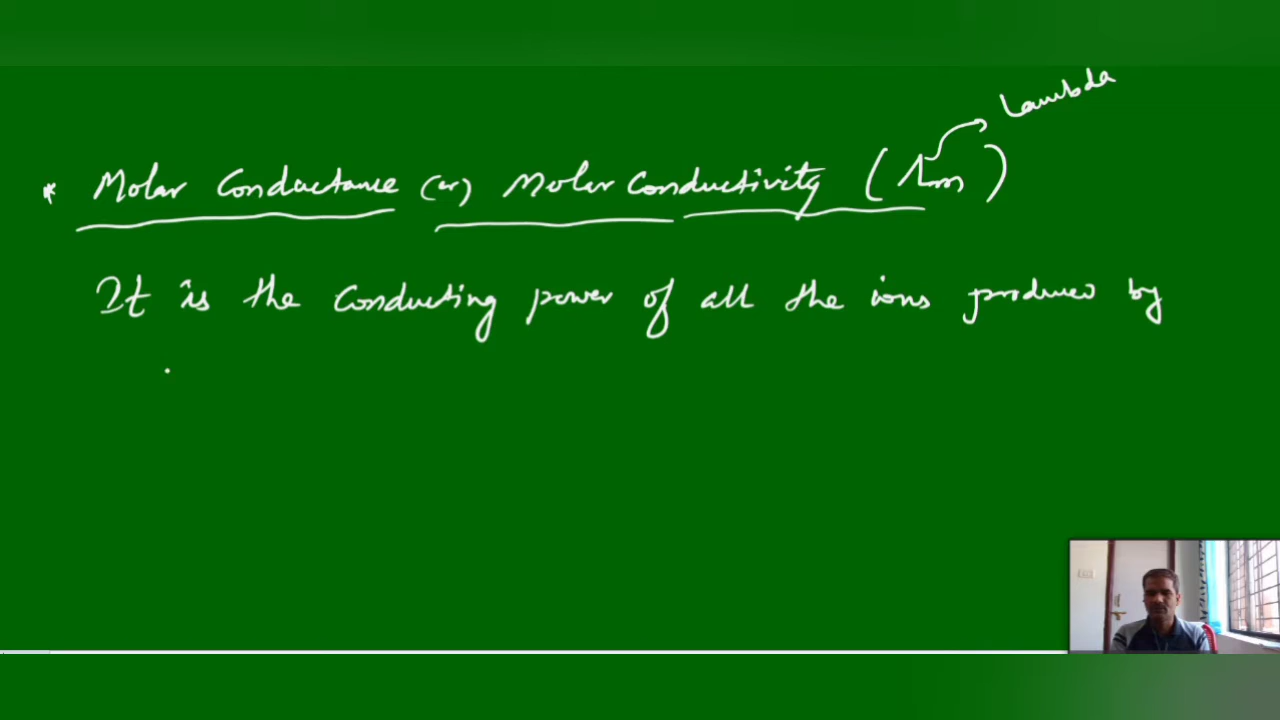 Lambda
* Molar Conductance (or) Molar Conductivity (Λm)
It is the Conducting power of all the ions produced by